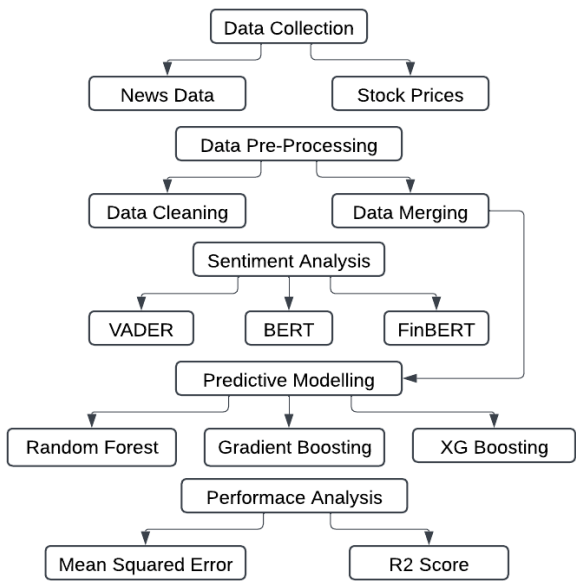 Data Collection
News Data
Stock Prices
Data Pre-Processing
Data Cleaning
Data Merging
Sentiment Analysis
VADER
BERT
FinBERT
Predictive Modelling
Random Forest
Gradient Boosting
XG Boosting
Performace Analysis
Mean Squared Error
R2 Score